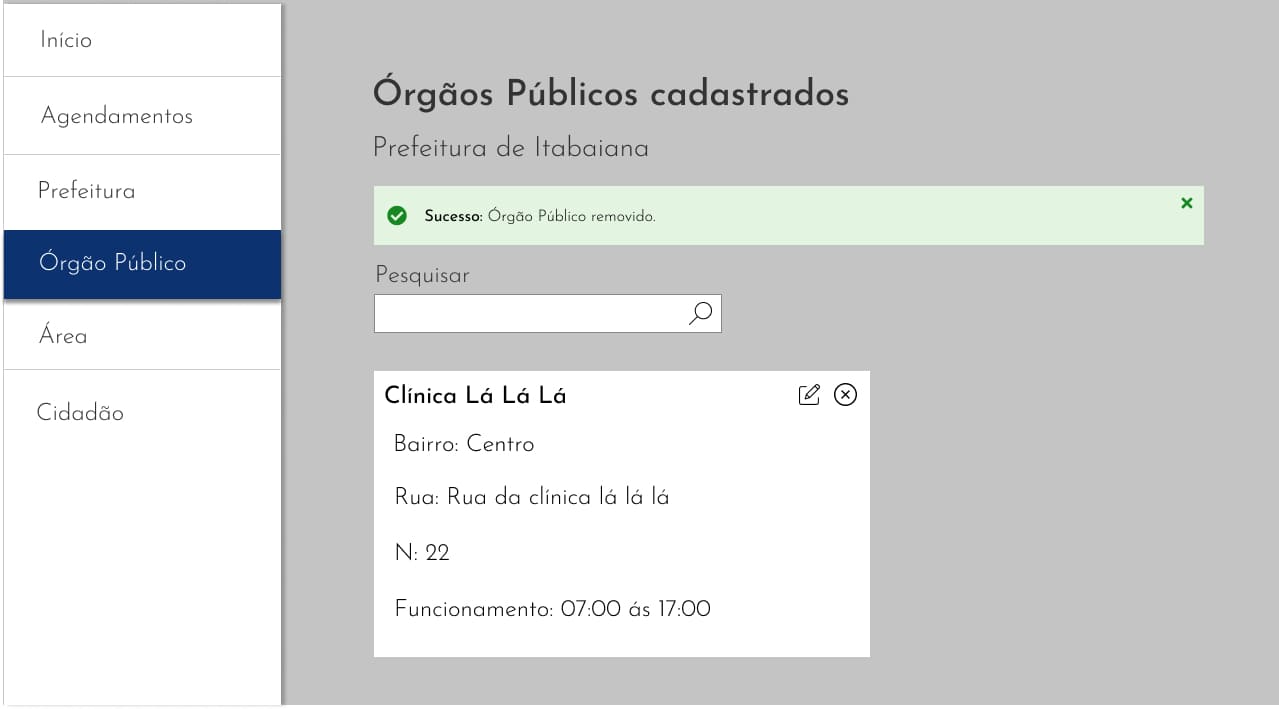 Início
Agendamentos
Prefeitura
Órgão Público
Área
Cidadão
Órgãos Públicos cadastrados
Prefeitura de Itabaiana
Sucesso: Órgão Público removido.
Pesquisar
Clínica Lá Lá Lá
Bairro: Centro
Rua: Rua da clínica lá lá lá
N: 22
Funcionamento: 07:00 ás 17:00